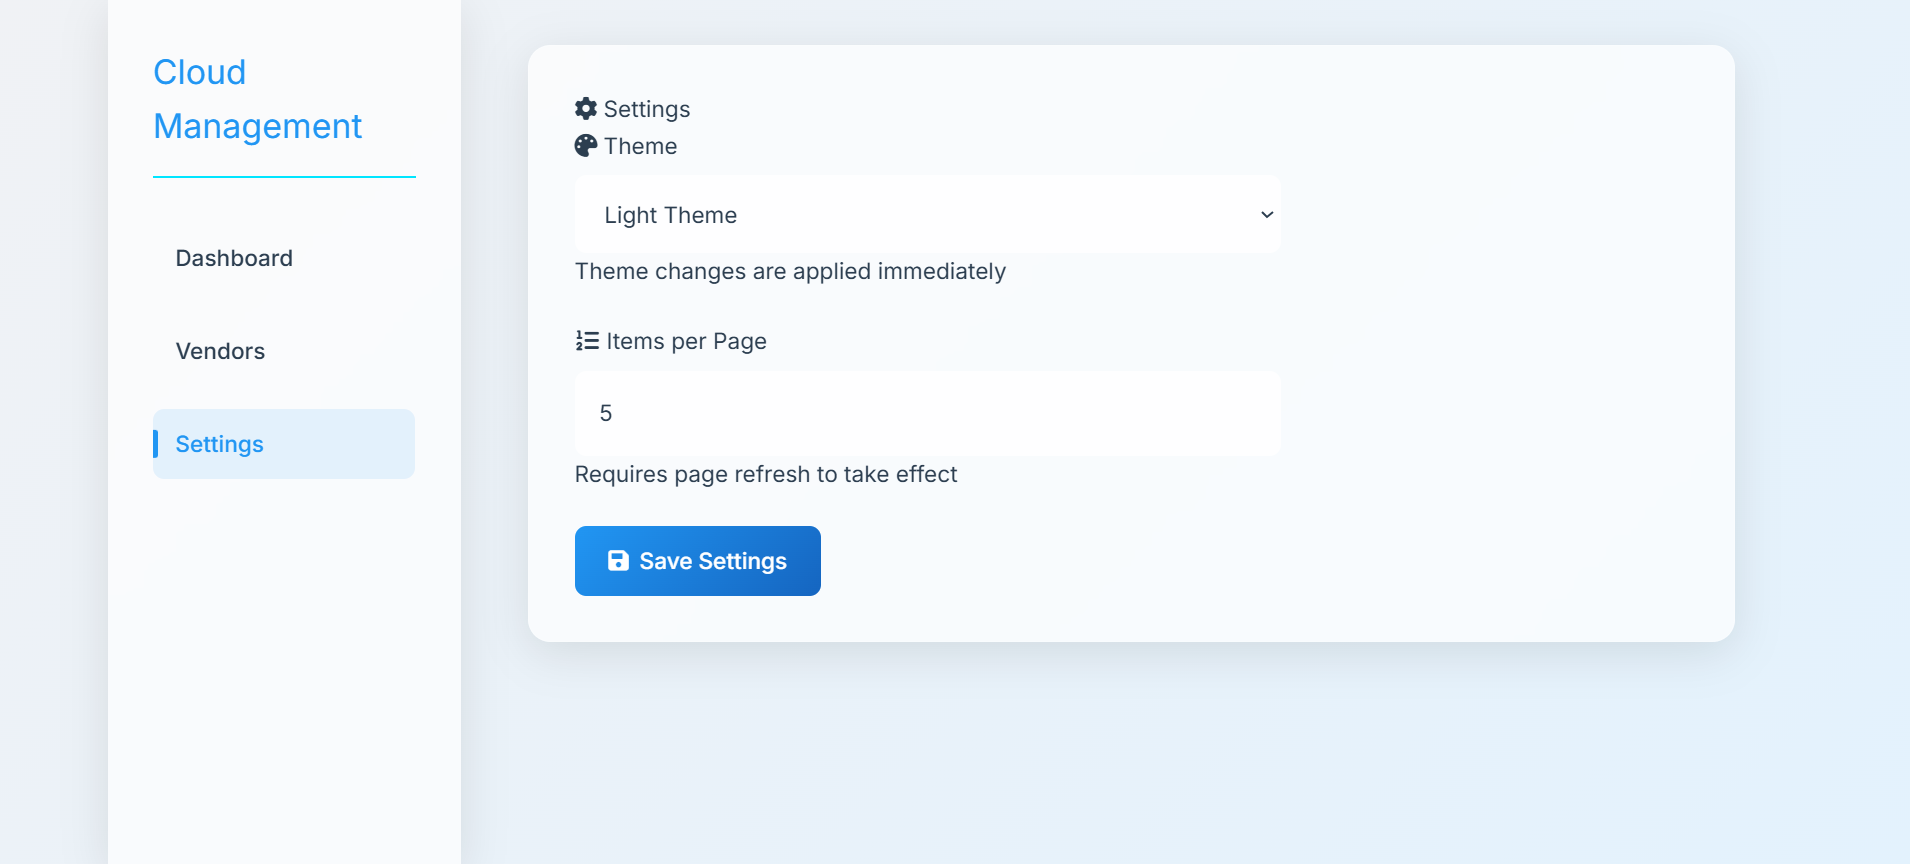 Cloud
Management
Dashboard
Vendors
Settings
Settings
Theme
Light Theme
Theme changes are applied immediately
Items per Page
5
Requires page refresh to take effect
Save Settings